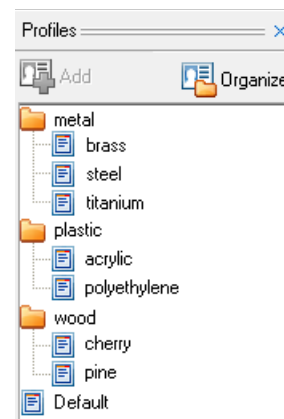 Profiles
Add Organize
metal
brass
steel
titanium
plastic
acrylic
polyethylene
wood
cherry
pine
Default